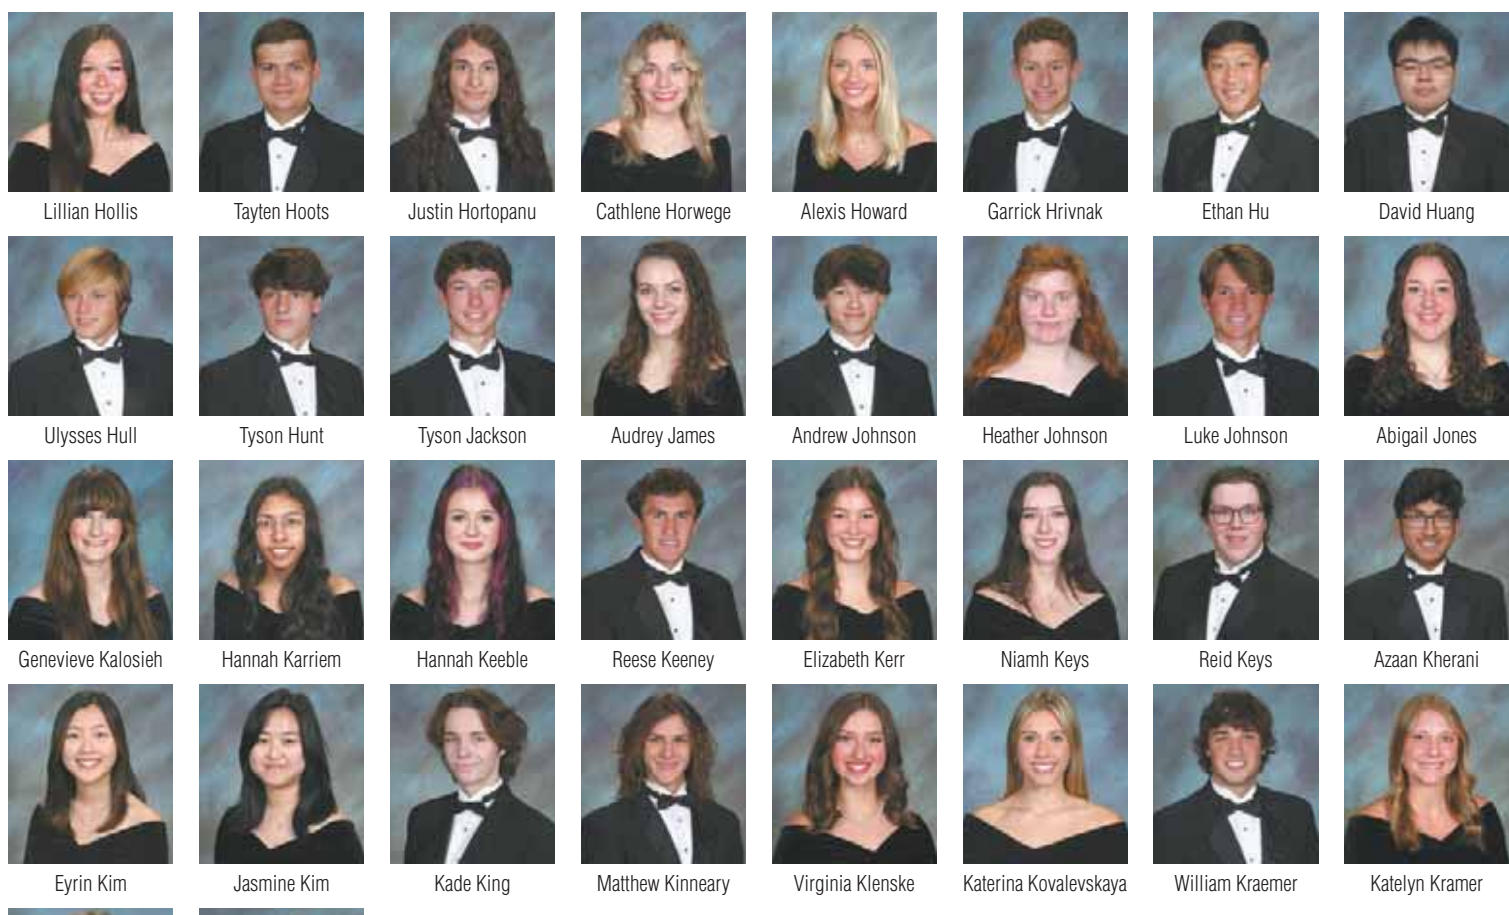 Lillian Hollis Tayten Hoots Justin Hortopanu Cathlene Horwege Alexis Howard Garrick Hrivnak Ethan Hu David Huang
Ulysses Hull Tyson Hunt Tyson Jackson Audrey James Andrew Johnson Heather Johnson Luke Johnson Abigail Jones
Genevieve Kalosieh Hannah Karriem Hannah Keeble Reese Keeney Elizabeth Kerr Niamh Keys Reid Keys Azaan Kherani
Eyrin Kim Jasmine Kim Kade King Matthew Kinneary Virginia Klenske Katerina Kovalevskaya William Kraemer Katelyn Kramer